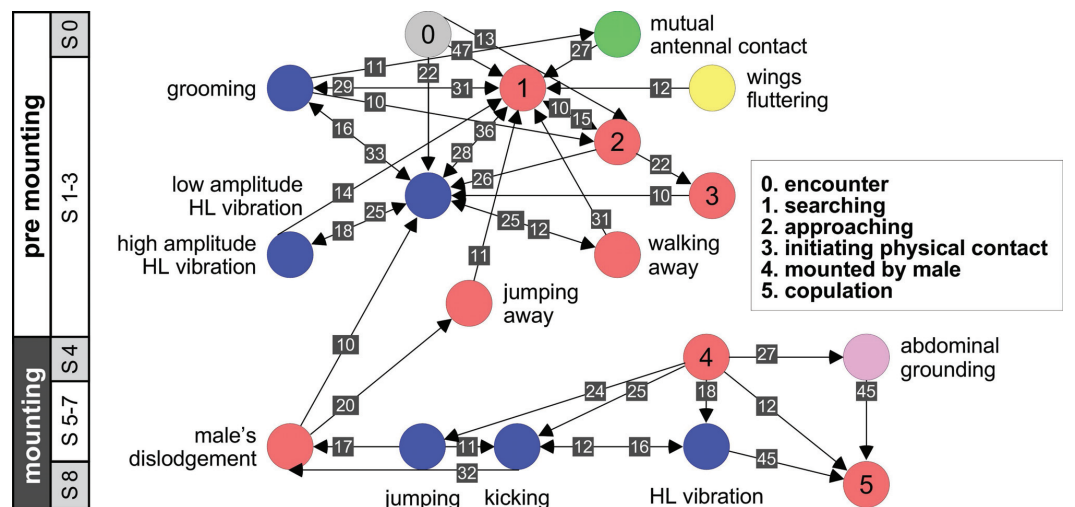 S 0
pre mounting
S 1-3
mounting
S 4
S 5-7
S 8
0
13
mutual
antennal contact
47
27
11
22
grooming
29
31
1
12
wings
fluttering
10
10
15
16
36
2
33
28
22
low amplitude
HL vibration
14
26
10
3
25
25
31
18
12
high amplitude
HL vibration
walking
away
11
jumping
away
0. encounter
1. searching
2. approaching
3. initiating physical contact
4. mounted by male
5. copulation
10
4
27
abdominal
grounding
24
25
18
12
45
20
male's
dislodgement
17
11
12
16
45
32
5
jumping
kicking
HL vibration